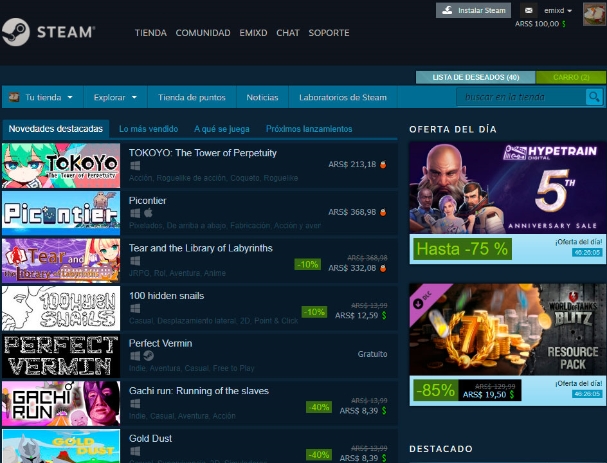 Instalar Steam
emixd
ARS$ 100,00 $
STEAM®
TIENDA COMUNIDAD EMIXD CHAT SOPORTE
LISTA DE DESEADOS (40) CARRO (2)
Tu tienda Explorar Tienda de puntos Noticias Laboratorios de Steam buscar en la tienda
Novedades destacadas Lo más vendido A qué se juega Próximos lanzamientos
TOKOYO
The Tower of Perpetuity
TOKOYO: The Tower of Perpetuity
ARS$ 213,18
Acción, Roguelike de acción, Coqueto, Roguelike
Picontier
Picontier
ARS$ 368,98
Pixelados, De arriba a abajo, Fabricación, Acción y aven
Tear and
the Library of Labyrinths
Tear and the Library of Labyrinths
-10%
ARS$ 368,98
ARS$ 332,08
JRPG, Rol, Aventura, Anime
100 HIDDEN
SNAILS
100 hidden snails
-10%
ARS$ 13,99
ARS$ 12,59 $
Casual, Desplazamiento lateral, 2D, Point & Click
PERFECT
VERMIN
Perfect Vermin
Gratuito
Indie, Aventura, Casual, Free to Play
GACHI
RUN
Gachi run: Running of the slaves
-40%
ARS$ 13,99
ARS$ 8,39 $
Indie, Casual, Aventura, Acción
GOLD DUST
Gold Dust
-40%
ARS$ 13,99
ARS$ 8,39 $
OFERTA DEL DÍA
HYPETRAIN
DIGITAL
5TH
ANNIVERSARY SALE
Hasta -75 %
¡Oferta del día!
46:26:05
DLC
WORLD OF TANKS
BLITZ
RESOURCE
PACK
-85%
ARS$ 129,99
ARS$ 19,50 $
¡Oferta del día!
46:26:05
DESTACADO